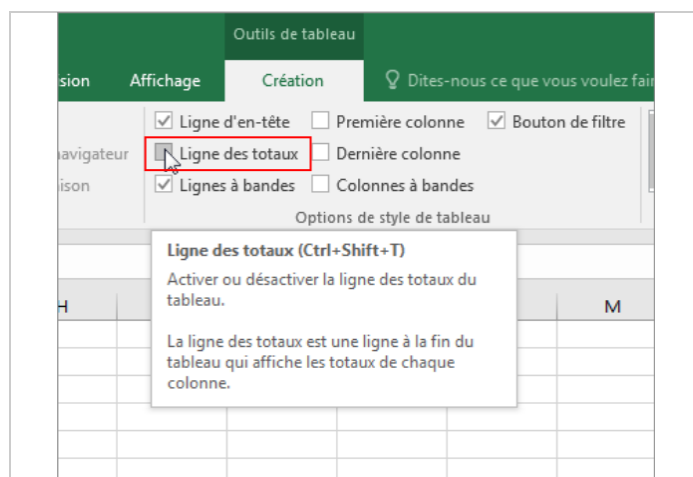 Outils de tableau
ision Affichage Création Dites-nous ce que vous voulez fair
Ligne d'en-tête Première colonne Bouton de filtre
navigateur Ligne des totaux Dernière colonne
ison Lignes à bandes Colonnes à bandes
Options de style de tableau
Ligne des totaux (Ctrl+Shift+T)
Activer ou désactiver la ligne des totaux du
tableau.
H M
La ligne des totaux est une ligne à la fin du
tableau qui affiche les totaux de chaque
colonne.